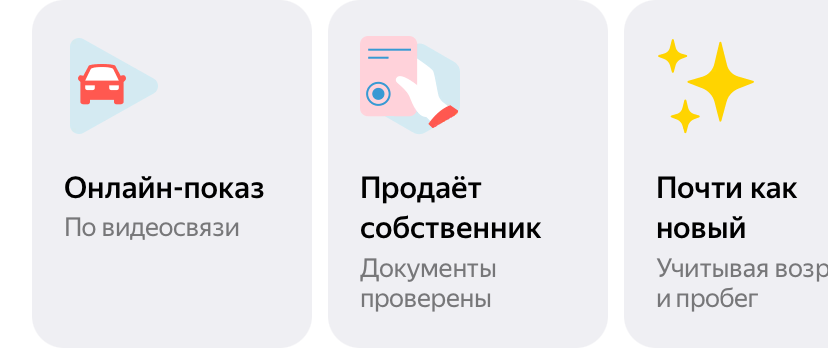 Онлайн-показ
По видеосвязи
Продаёт
собственник
Документы
проверены
Почти как
новый
Учитывая
и пробег